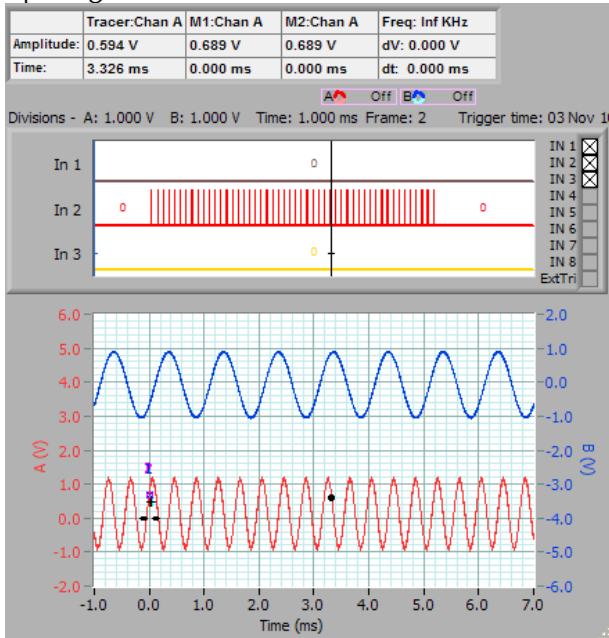 Tracer:Chan A M1:Chan A M2:Chan A Freq: Inf KHz
Amplitude: 0.594 V 0.689 V 0.689 V dV: 0.000 V
Time: 3.326 ms 0.000 ms 0.000 ms dt: 0.000 ms
A Off B Off
Divisions - A: 1.000 V B: 1.000 V Time: 1.000 ms Frame: 2 Trigger time: 03 Nov
In 1 0
In 2 0 0
In 3 0
IN 1
IN 2
IN 3
IN 4
IN 5
IN 6
IN 7
IN 8
ExtTri
6.0
5.0
4.0
3.0
2.0
1.0
0.0
-1.0
-2.0
A (V)
2.0
1.0
0.0
-1.0
-2.0
-3.0
-4.0
-5.0
-6.0
B (V)
-1.0 0.0 1.0 2.0 3.0 4.0 5.0 6.0 7.0
Time (ms)